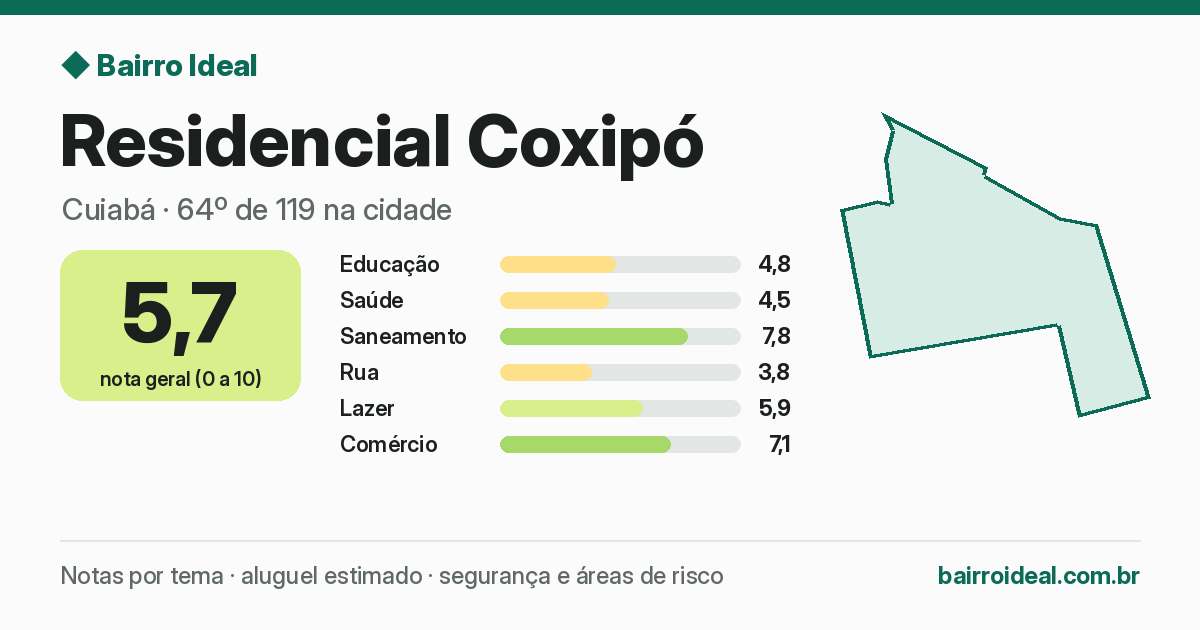 Bairro Ideal
Residencial Coxipó
Cuiabá · 64º de 119 na cidade
5,7
nota geral (0 a 10)
Educação 4,8
Saúde 4,5
Saneamento 7,8
Rua 3,8
Lazer 5,9
Comércio 7,1
Notas por tema · aluguel estimado · segurança e áreas de risco
bairroideal.com.br